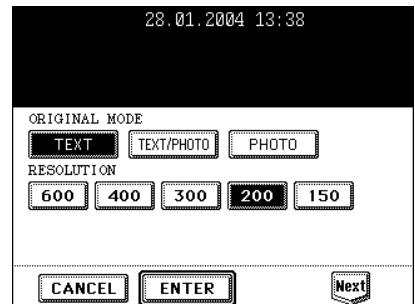 28.01.2004 13:38
ORIGINAL MODE
TEXT TEXT/PHOTO PHOTO
RESOLUTION
600 400 300 200 150
CANCEL ENTER Next